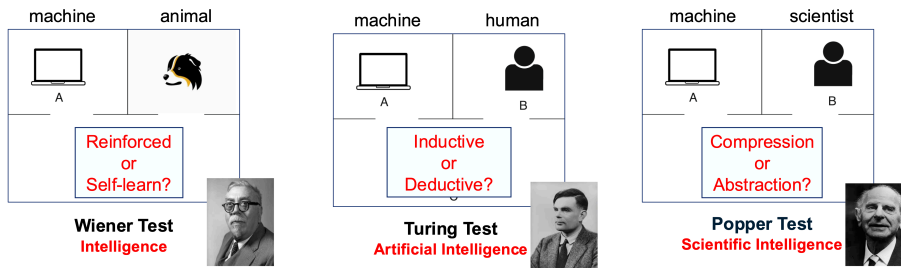 machine animal
A
Reinforced
or
Self-learn?
Wiener Test
Intelligence
machine human
A
B
Inductive
or
Deductive?
Turing Test
Artificial Intelligence
machine scientist
A
B
Compression
or
Abstraction?
Popper Test
Scientific Intelligence